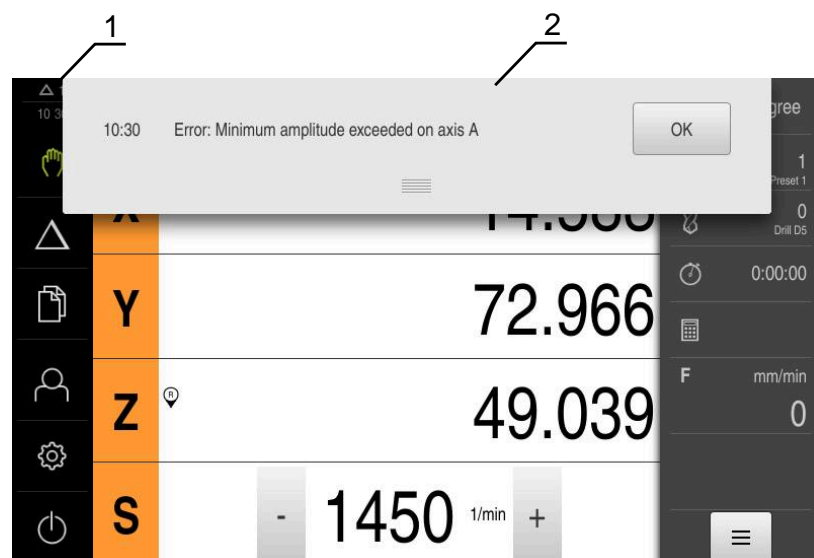 1 2
10:30 Error: Minimum amplitude exceeded on axis A OK
1
Preset 1
X
0
Drill D5
0:00:00
Y 72.966
F mm/min
Z R 49.039 0
S - 1450 1/min +